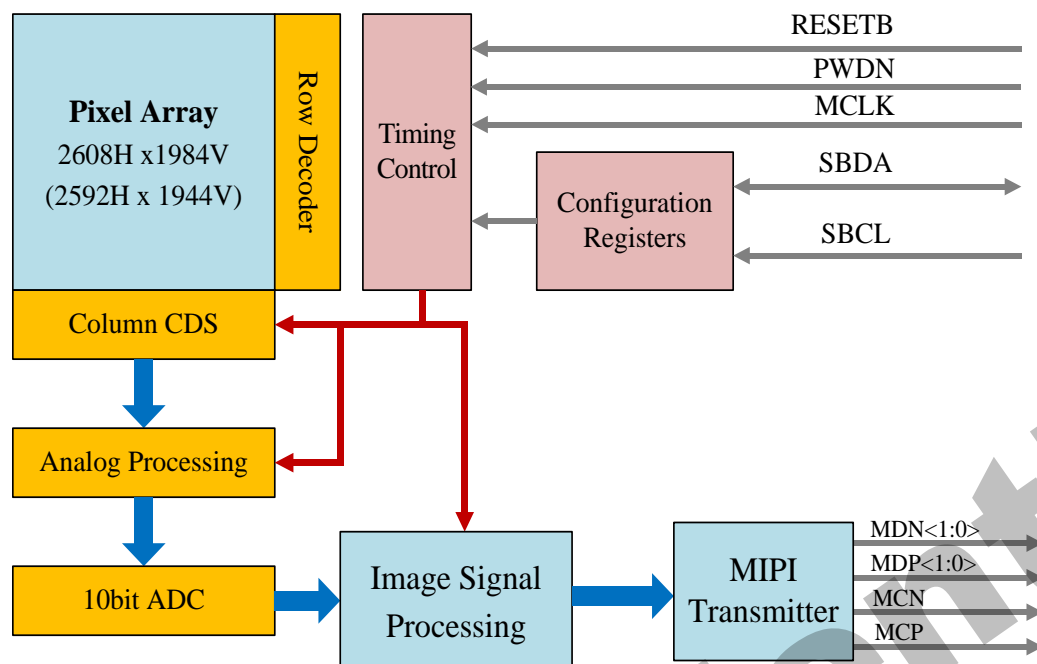 Pixel Array
2608H x1984V
(2592H x 1944V)
Row Decoder
Timing
Control
RESETB
PWDN
MCLK
SBDA
SBCL
Configuration
Registers
Column CDS
Analog Processing
10bit ADC
Image Signal
Processing
MIPI
Transmitter
MDN<1:0>
MDP<1:0>
MCN
MCP